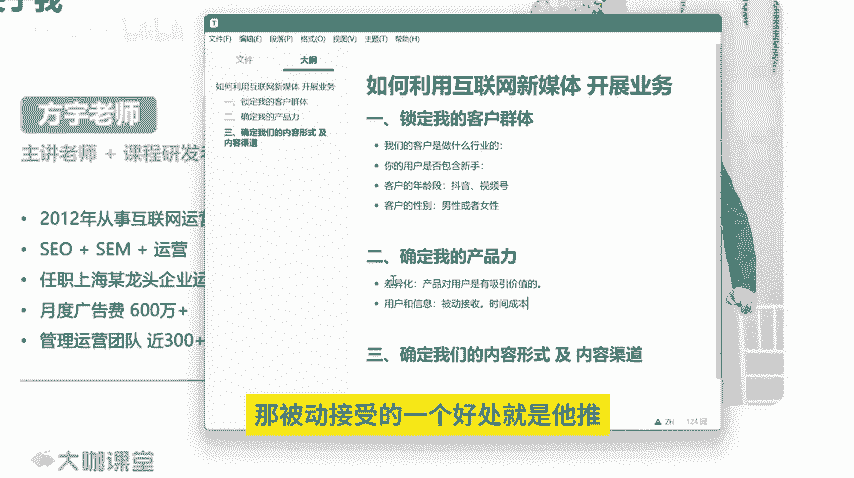 关于我
方宇老师
主讲老师 + 课程研发
• 2012年从事互联网运营
• SEO + SEM + 运营
• 任职上海某龙头企业运
• 月度广告费 600万+
• 管理运营团队 近300+
大咖课堂
T
文件(F) 编辑(E) 段落(P) 格式(O) 视图(V) 主题(T) 帮助(H)
文件 大纲
如何利用互联网新媒体 开展业务
一、锁定我的客户群体
二、确定我的产品力
三、确定我们的内容形式 及
内容渠道
如何利用互联网新媒体 开展业务
一、锁定我的客户群体
• 我们的客户是做什么行业的：
• 你的用户是否包含新手：
• 客户的年龄段：抖音、视频号
• 客户的性别：男性或者女性
二、确定我的产品力
• 差异化：产品对用户是有吸引价值的。
• 用户和信息：被动接收。时间成本
三、确定我们的内容形式 及 内容渠道
ZH 134 词
那被动接受的一个好处就是他推